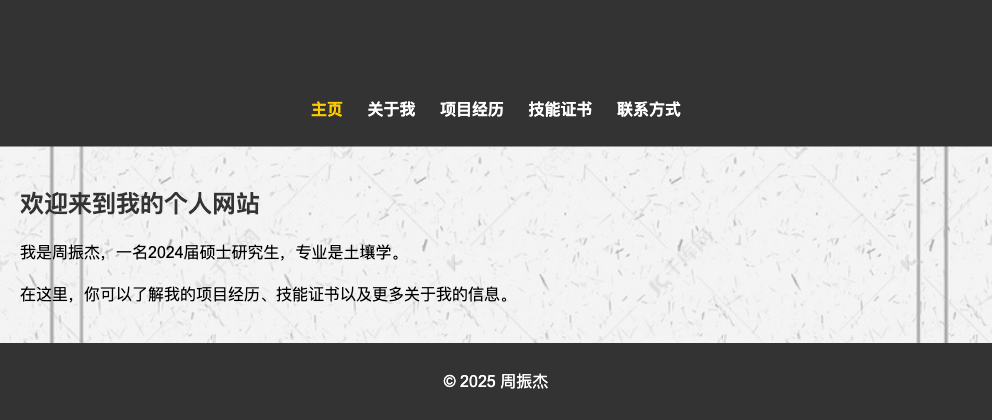 主页 关于我 项目经历 技能证书 联系方式
欢迎来到我的个人网站
我是周振杰，一名2024届硕士研究生，专业是土壤学。
在这里，你可以了解我的项目经历、技能证书以及更多关于我的信息。
© 2025 周振杰